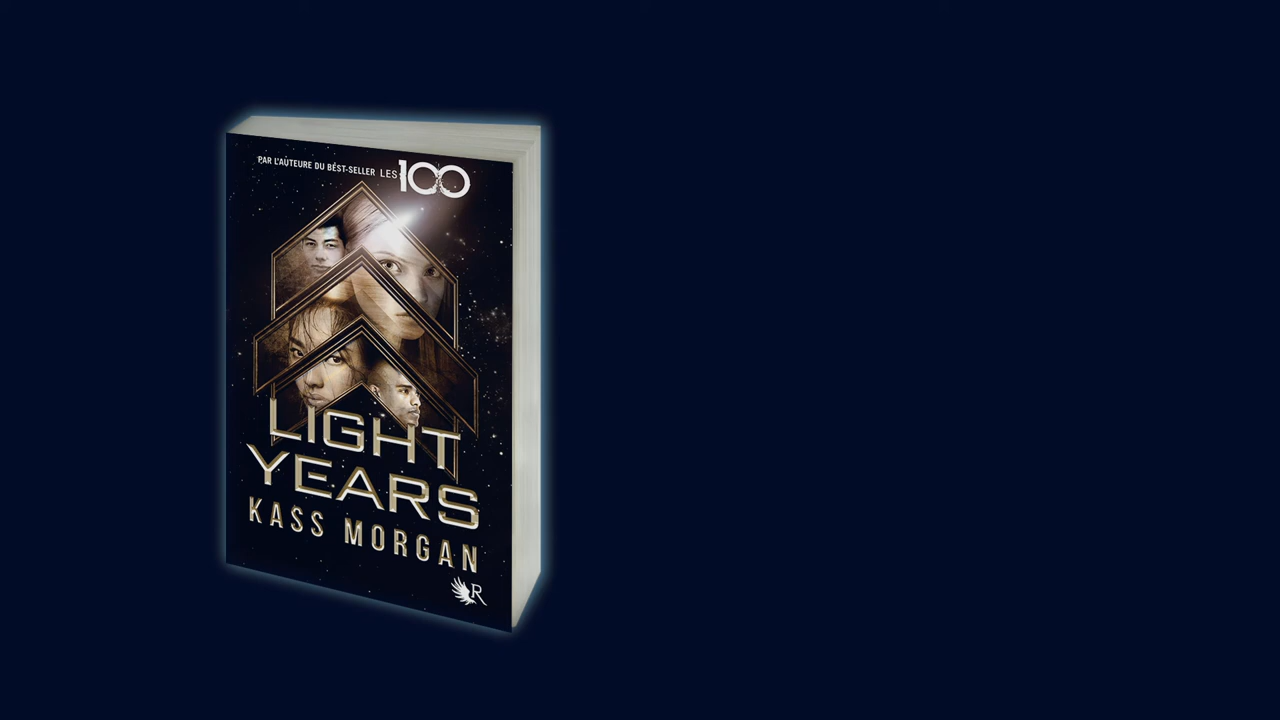 PAR L'AUTEURE DU BEST-SELLER LES 100
LIGHT
YEARS
KASS MORGAN
R